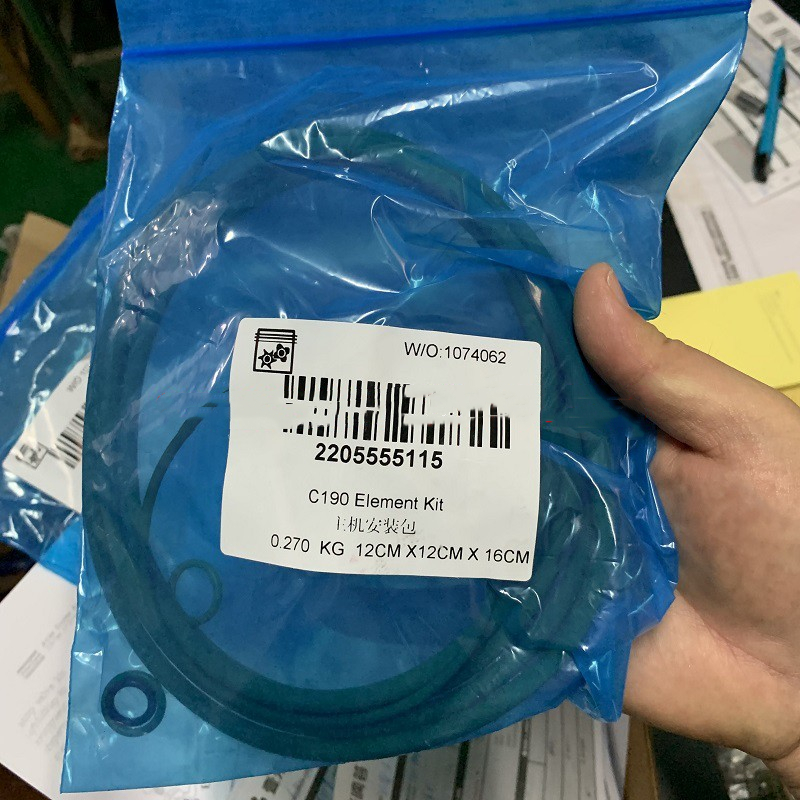 W/O:1074062
2205555115
C190 Element Kit
主机安装包
0.270 KG 12CM X12CM X 16CM